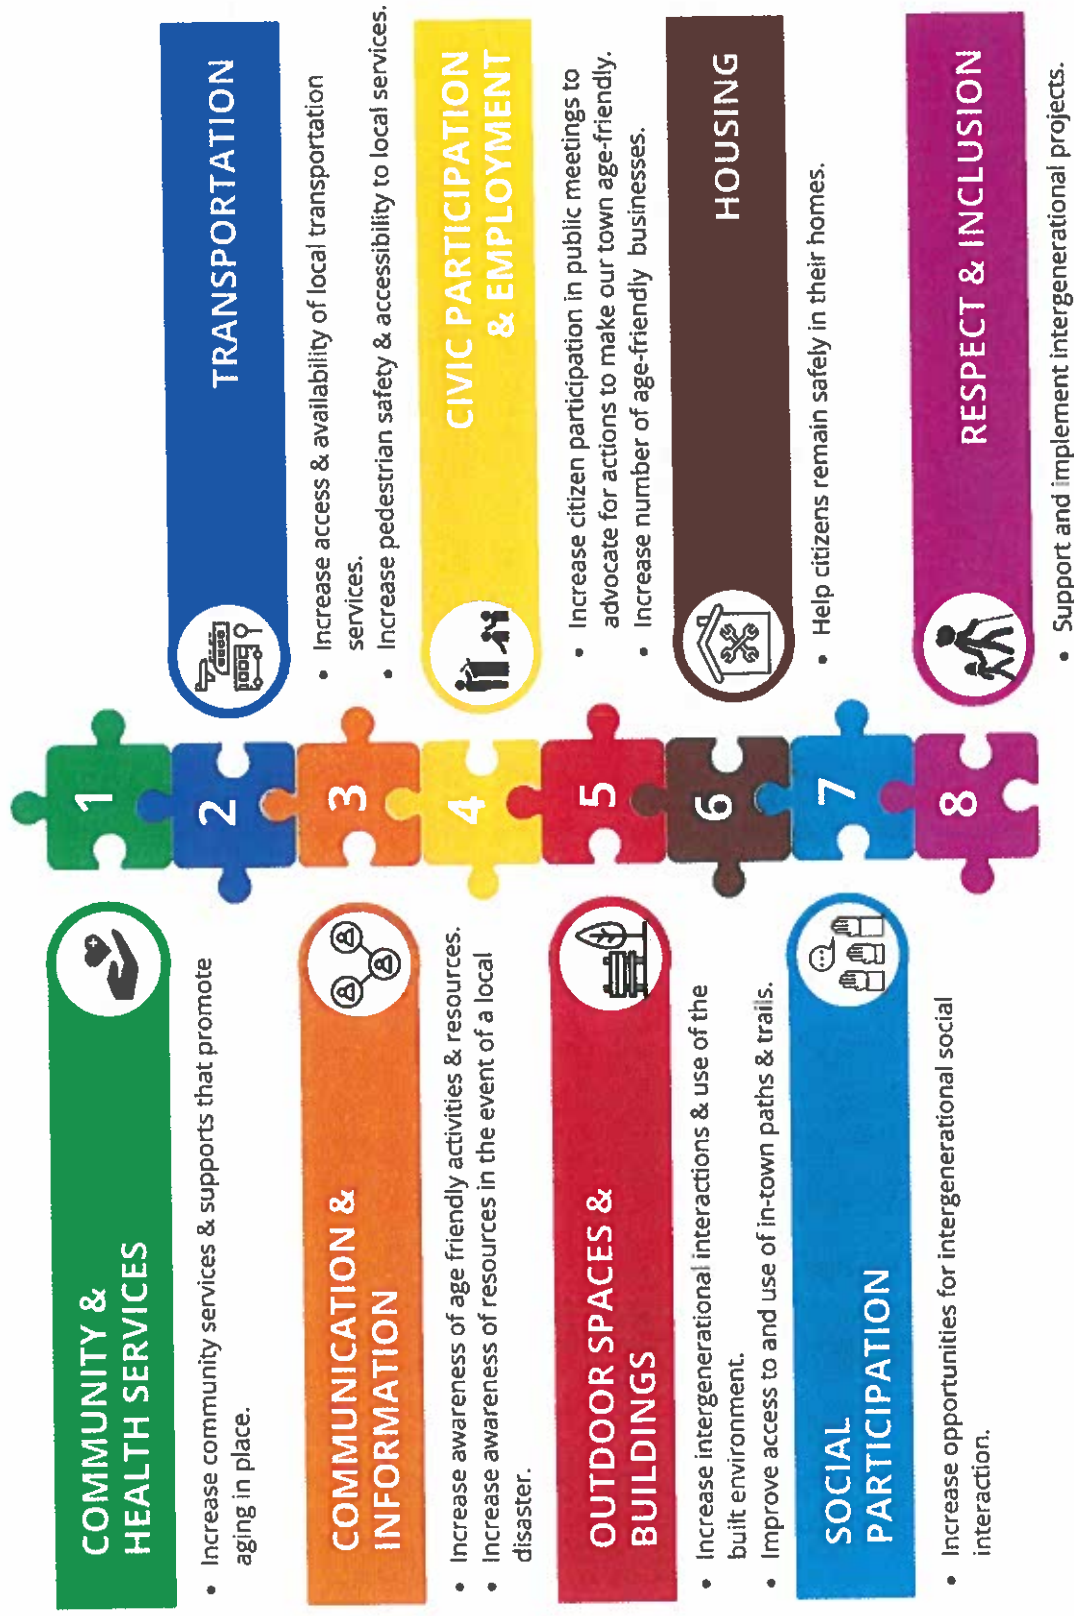 1
COMMUNITY &
HEALTH SERVICES
• Increase community services & supports that promote
aging in place.
2
TRANSPORTATION
• Increase access & availability of local transportation
services.
• Increase pedestrian safety & accessibility to local services.
3
COMMUNICATION &
INFORMATION
• Increase awareness of age friendly activities & resources.
• Increase awareness of resources in the event of a local
disaster.
4
CIVIC PARTICIPATION
& EMPLOYMENT
• Increase citizen participation in public meetings to
advocate for actions to make our town age-friendly.
• Increase number of age-friendly businesses.
5
OUTDOOR SPACES &
BUILDINGS
• Increase intergenerational interactions & use of the
built environment.
• Improve access to and use of in-town paths & trails.
6
HOUSING
• Help citizens remain safely in their homes.
7
SOCIAL
PARTICIPATION
• Increase opportunities for intergenerational social
interaction.
8
RESPECT & INCLUSION
• Support and implement intergenerational projects.